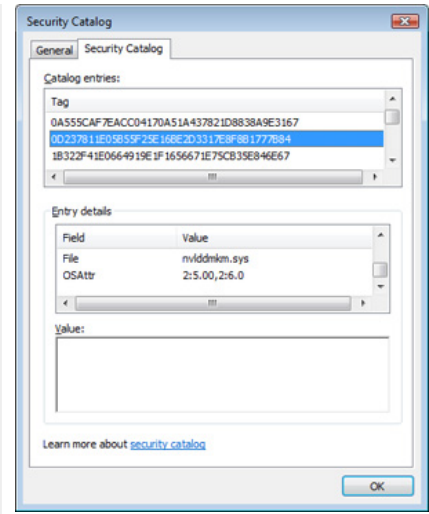 Security Catalog
General Security Catalog
Catalog entries:
Tag
0A555CAF7EACC04170A51A437821D8838A9E3167
0D237811E05B55F25E16BE2D3317E8F8B1777B84
1B322F41E0664919E1F1656671E75CB35E846E67
Entry details
Field Value
File nvlddmkm.sys
OSAttr 2:5.00,2:6.0
Value:
Learn more about security catalog
OK